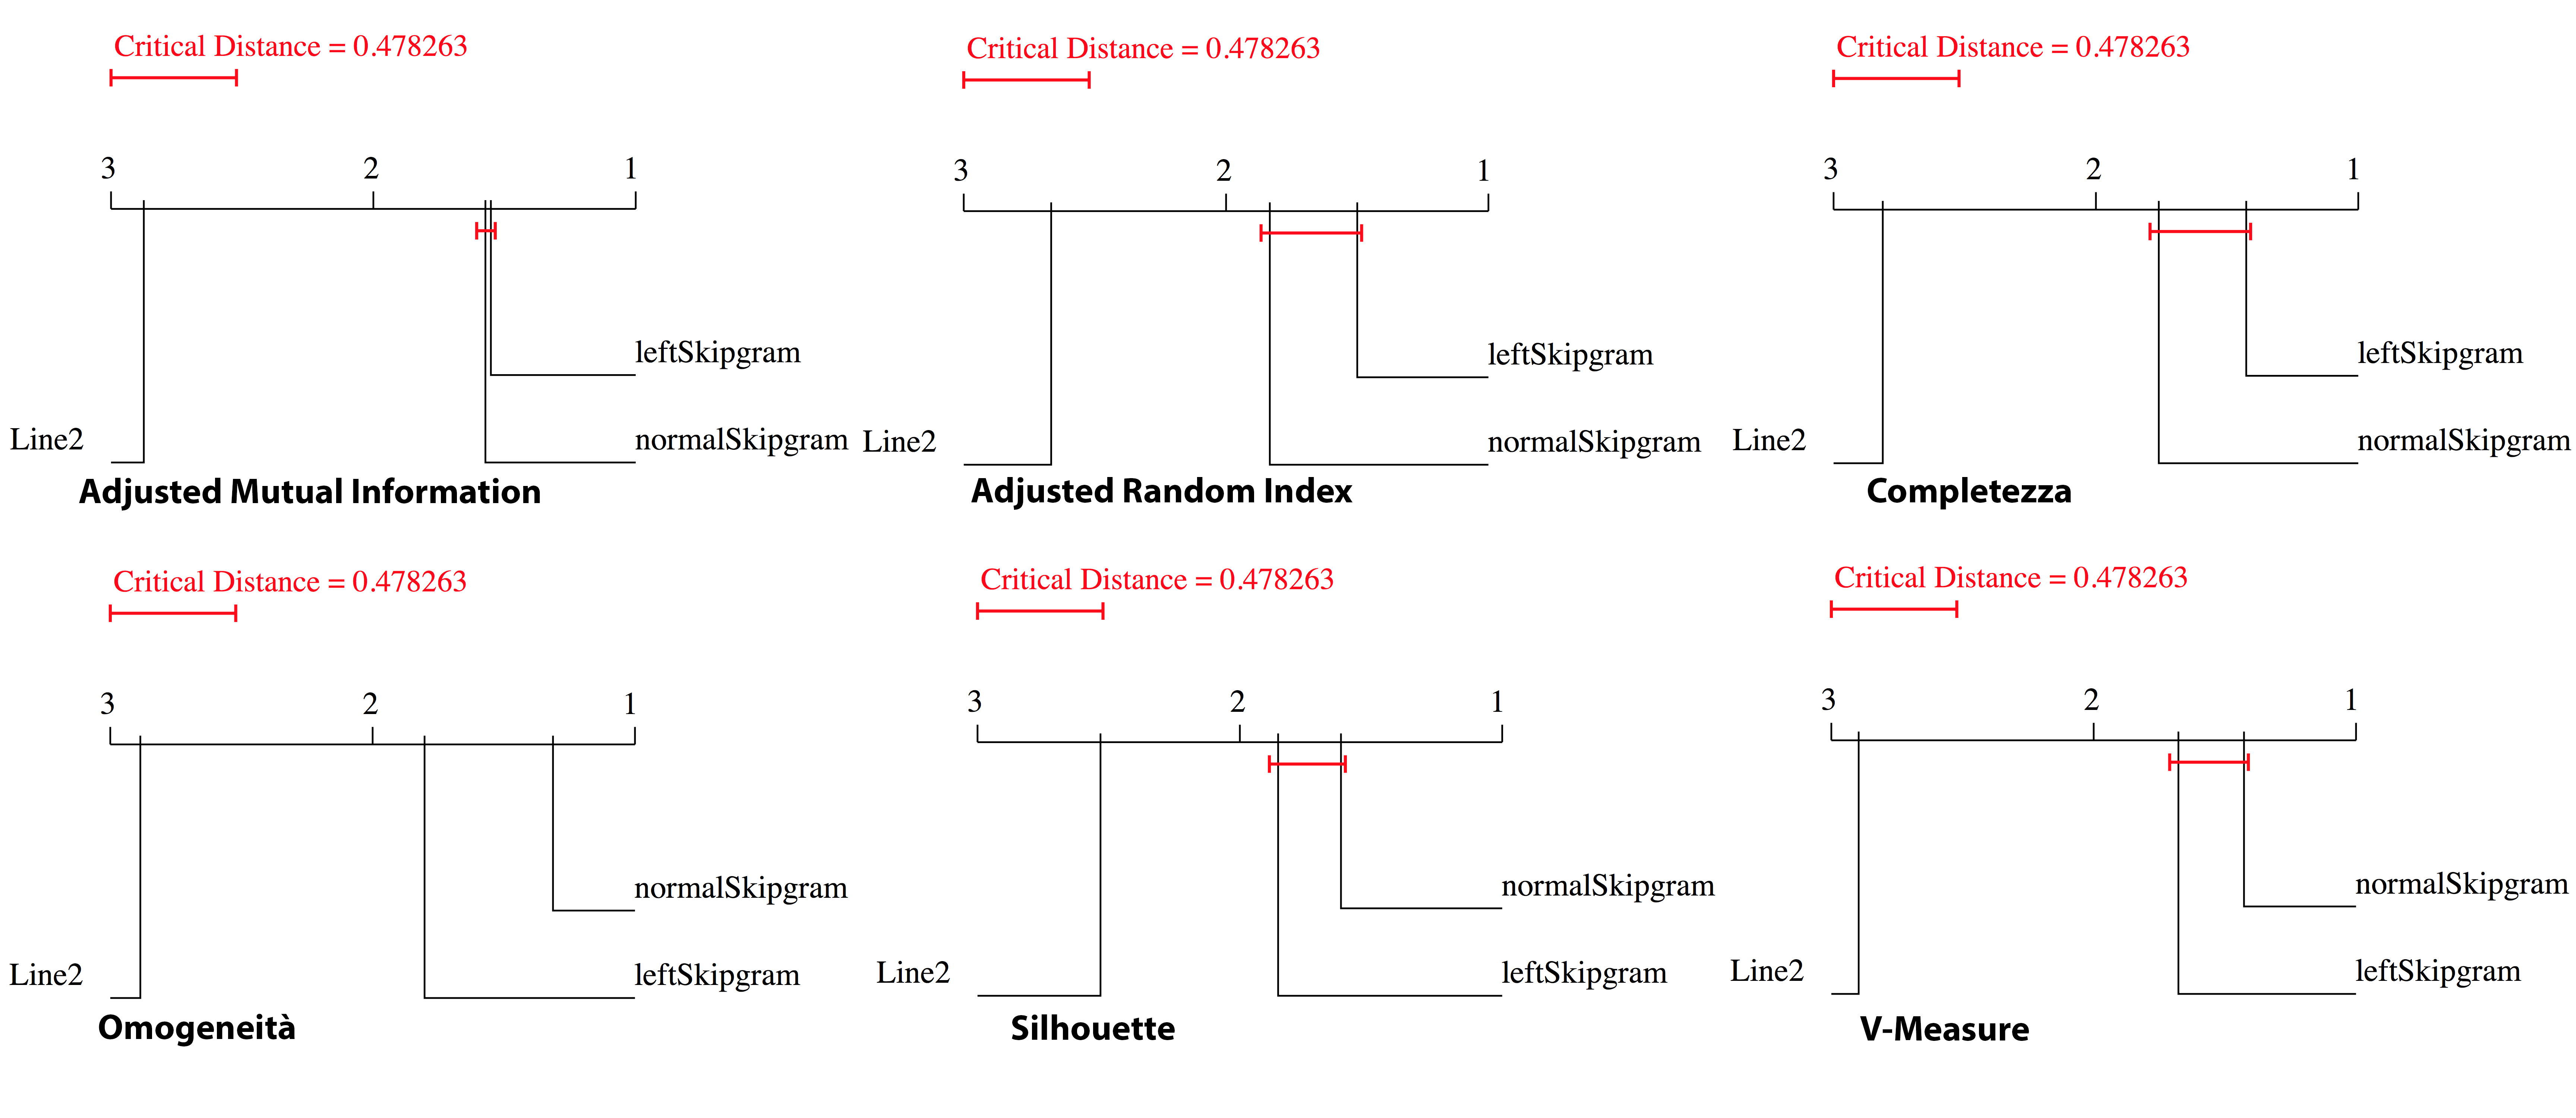 Critical Distance = 0.478263
3 2 1
leftSkipgram
Line2 normalSkipgram
Adjusted Mutual Information
Critical Distance = 0.478263
3 2 1
leftSkipgram
Line2 normalSkipgram
Adjusted Random Index
Critical Distance = 0.478263
3 2 1
leftSkipgram
Line2 normalSkipgram
Completezza
Critical Distance = 0.478263
3 2 1
normalSkipgram
Line2 leftSkipgram
Omogeneità
Critical Distance = 0.478263
3 2 1
normalSkipgram
Line2 leftSkipgram
Silhouette
Critical Distance = 0.478263
3 2 1
normalSkipgram
Line2 leftSkipgram
V-Measure